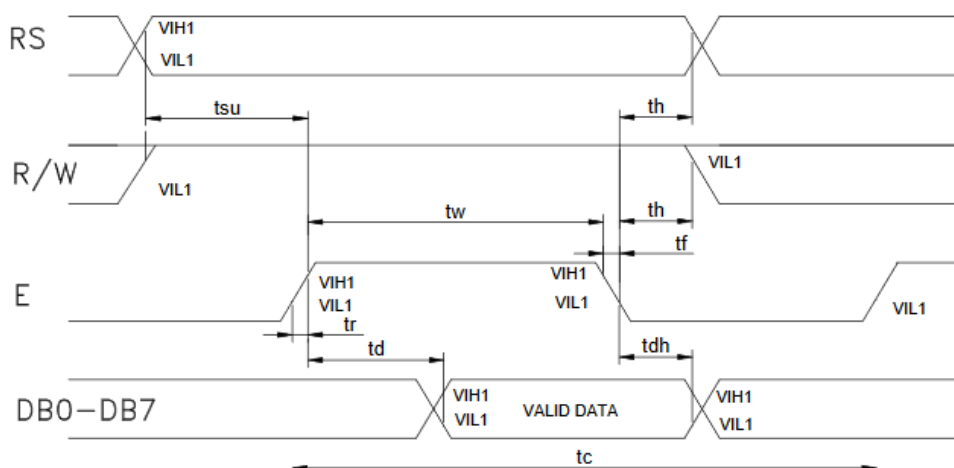 RS
VIH1
VIL1
tsu
th
R/W
VIL1
VIL1
tw
th
tf
E
VIH1
VIL1
VIH1
VIL1
VIL1
tr
td
tdh
DB0-DB7
VIH1
VIL1
VALID DATA
VIH1
VIL1
tc